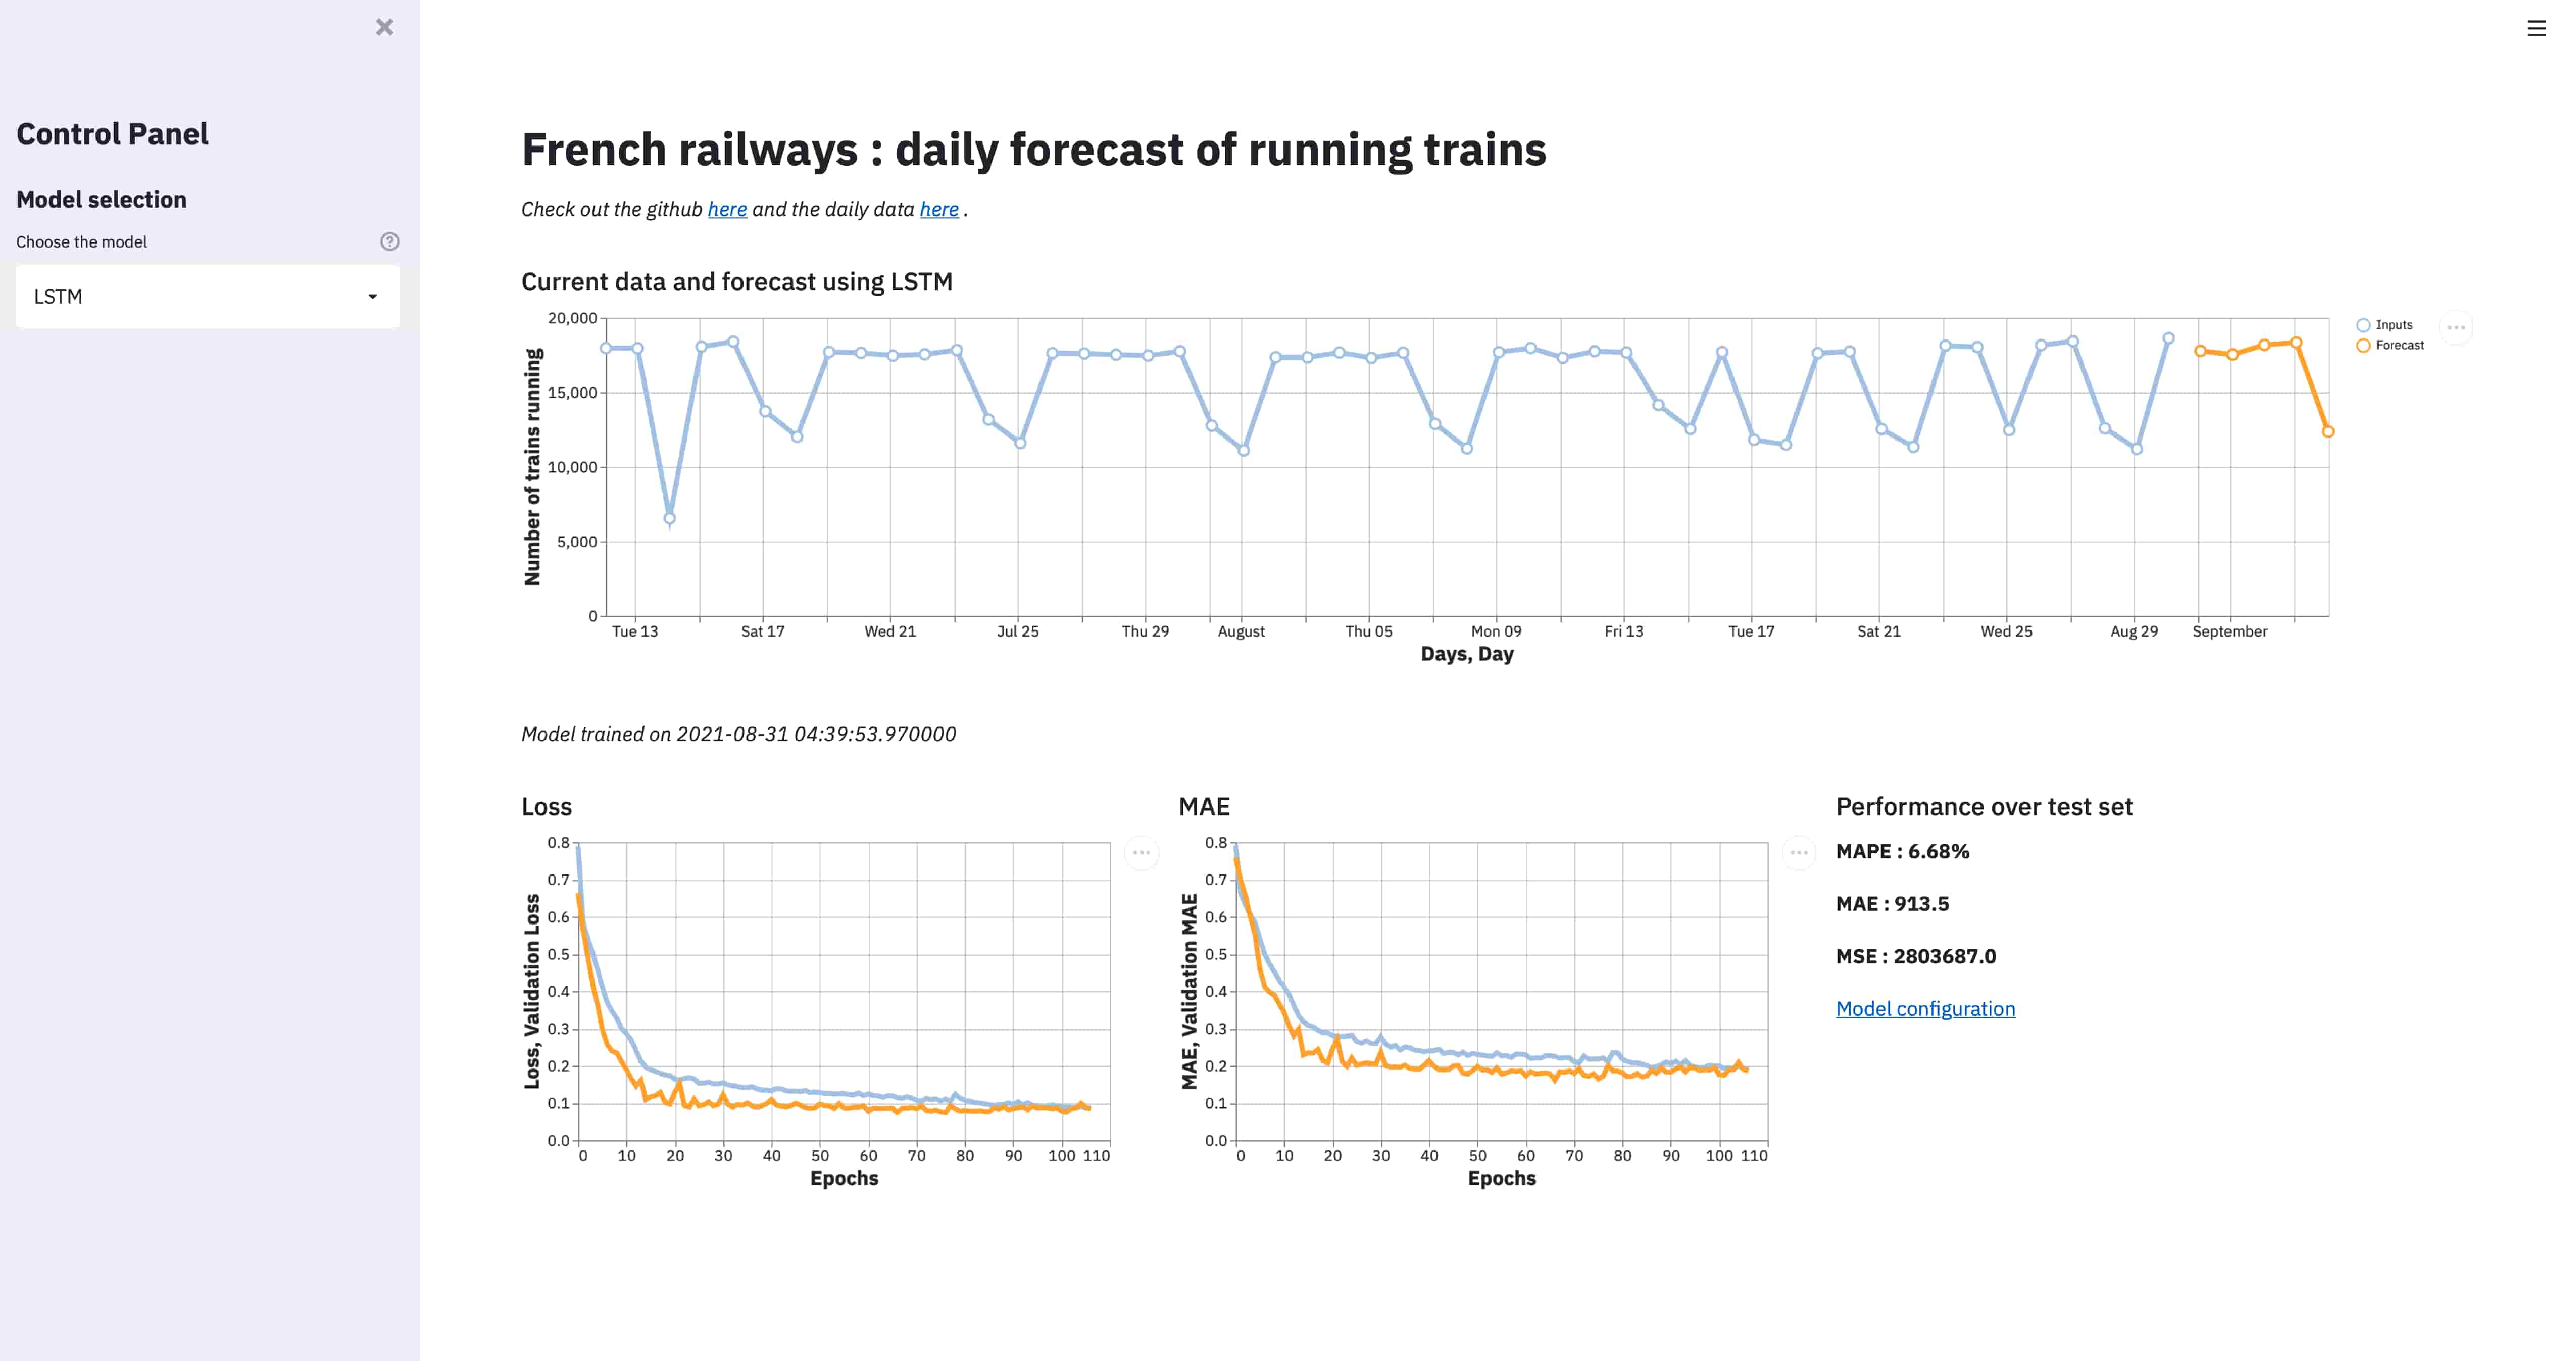 Control Panel
Model selection
Choose the model
LSTM
French railways : daily forecast of running trains
Check out the github here and the daily data here .
Current data and forecast using LSTM
Number of trains running
20,000
15,000
10,000
5,000
0
Tue 13 Sat 17 Wed 21 Jul 25 Thu 29 August Thu 05 Mon 09 Fri 13 Tue 17 Sat 21 Wed 25 Aug 29 September
Days, Day
Inputs
Forecast
Model trained on 2021-08-31 04:39:53.970000
Loss
Loss, Validation Loss
0.8
0.7
0.6
0.5
0.4
0.3
0.2
0.1
0.0
0 10 20 30 40 50 60 70 80 90 100 110
Epochs
MAE
MAE, Validation MAE
0.8
0.7
0.6
0.5
0.4
0.3
0.2
0.1
0.0
0 10 20 30 40 50 60 70 80 90 100 110
Epochs
Performance over test set
MAPE : 6.68%
MAE : 913.5
MSE : 2803687.0
Model configuration